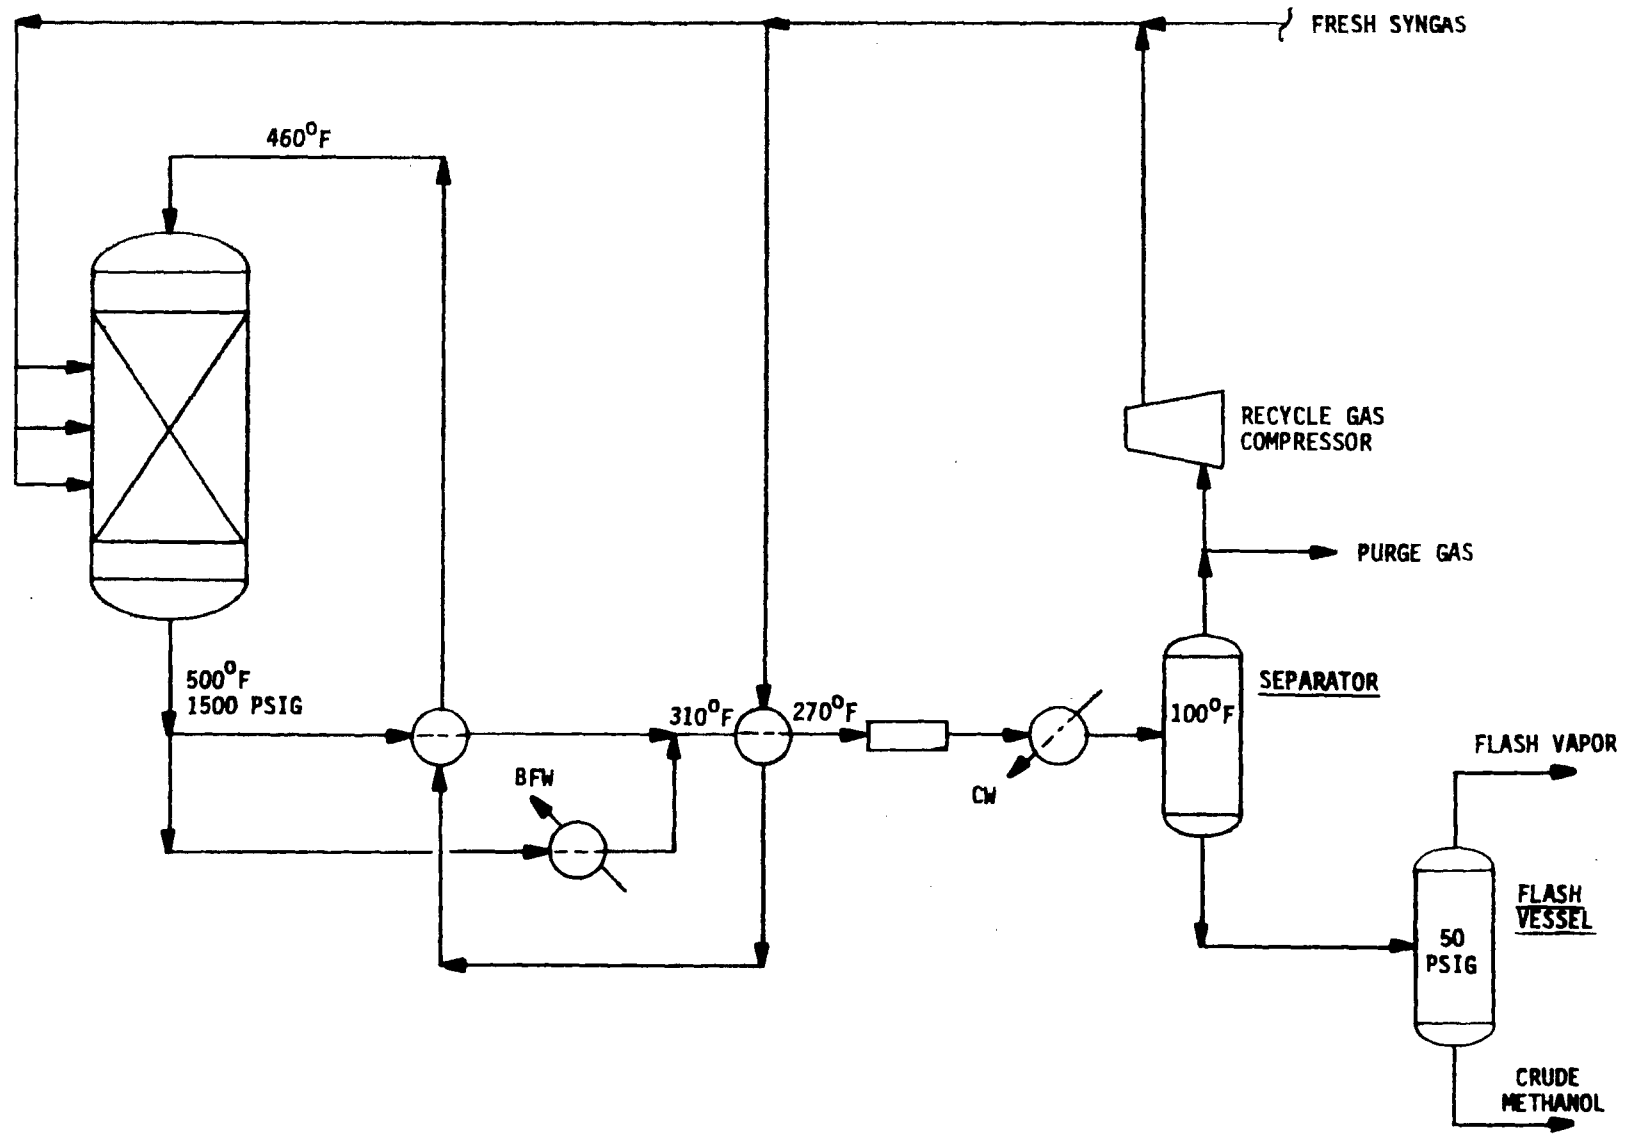 FRESH SYNGAS
460°F
RECYCLE GAS
COMPRESSOR
PURGE GAS
500°F
1500 PSIG
310°F
270°F
SEPARATOR
100°F
BFW
CW
FLASH VAPOR
FLASH
VESSEL
50
PSIG
CRUDE
METHANOL